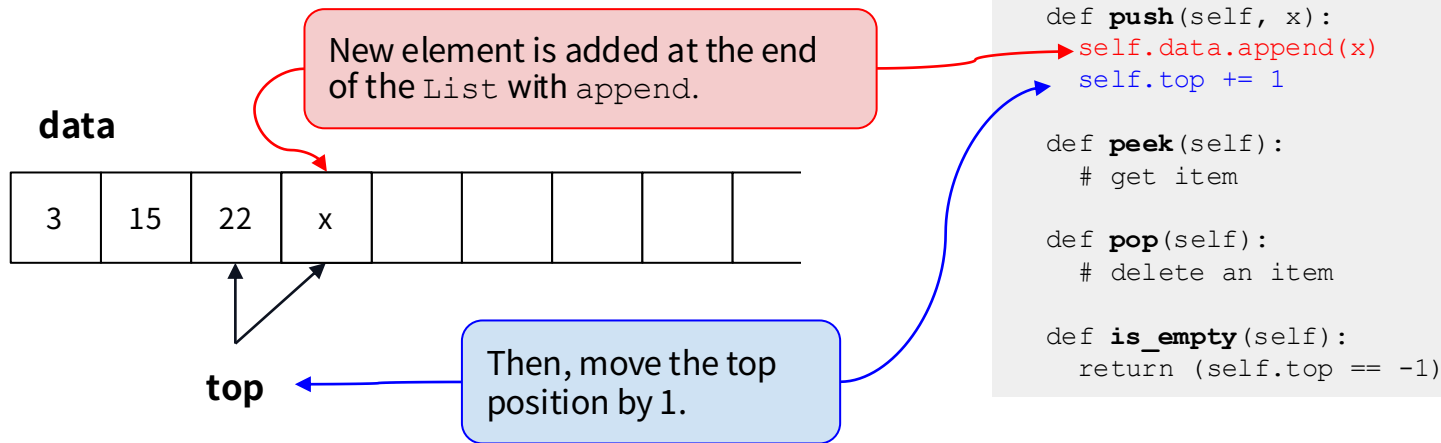 New element is added at the end
of the List with append.
data
3 15 22 x
top
Then, move the top
position by 1.
def push(self, x):
self.data.append(x)
self.top += 1
def peek(self):
# get item
def pop(self):
# delete an item
def is_empty(self):
return (self.top == -1)